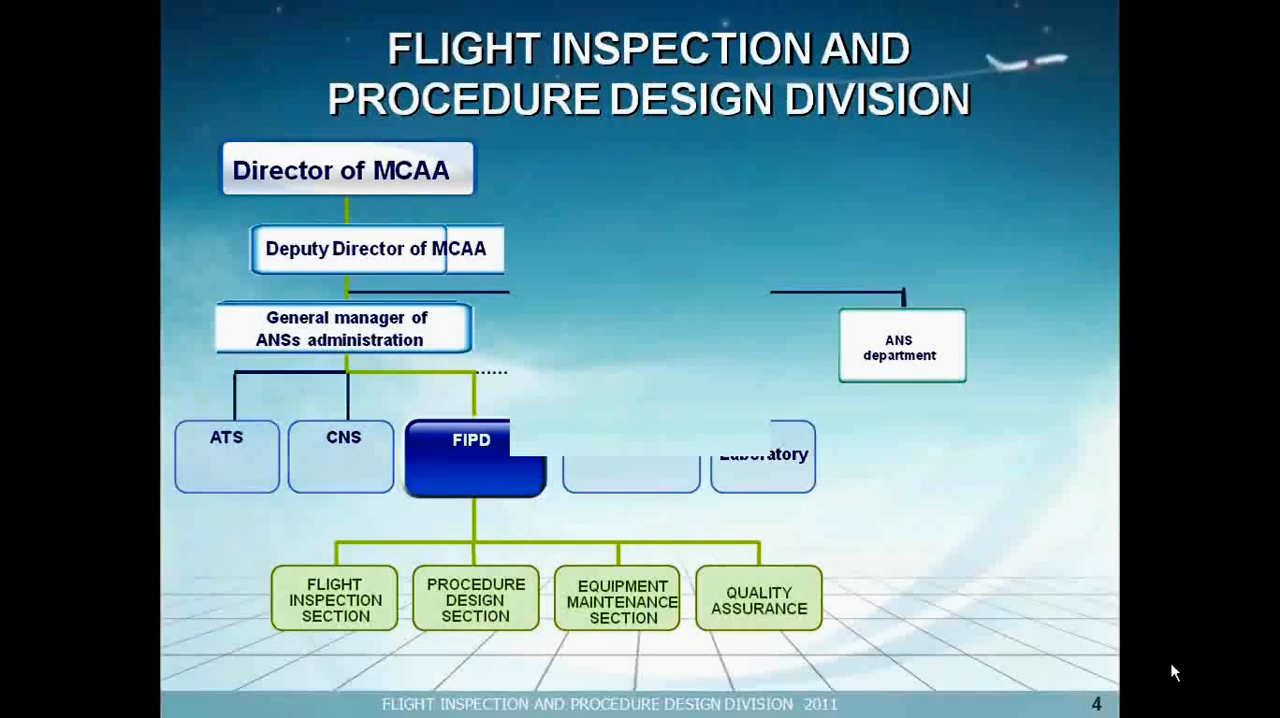 FLIGHT INSPECTION AND
PROCEDURE DESIGN DIVISION
Director of MCAA
Deputy Director of MCAA
General manager of
ANSs administration
ANS
department
ATS
CNS
FIPD
Laboratory
FLIGHT
INSPECTION
SECTION
PROCEDURE
DESIGN
SECTION
EQUIPMENT
MAINTENANCE
SECTION
QUALITY
ASSURANCE
FLIGHT INSPECTION AND PROCEDURE DESIGN DIVISION 2011
4